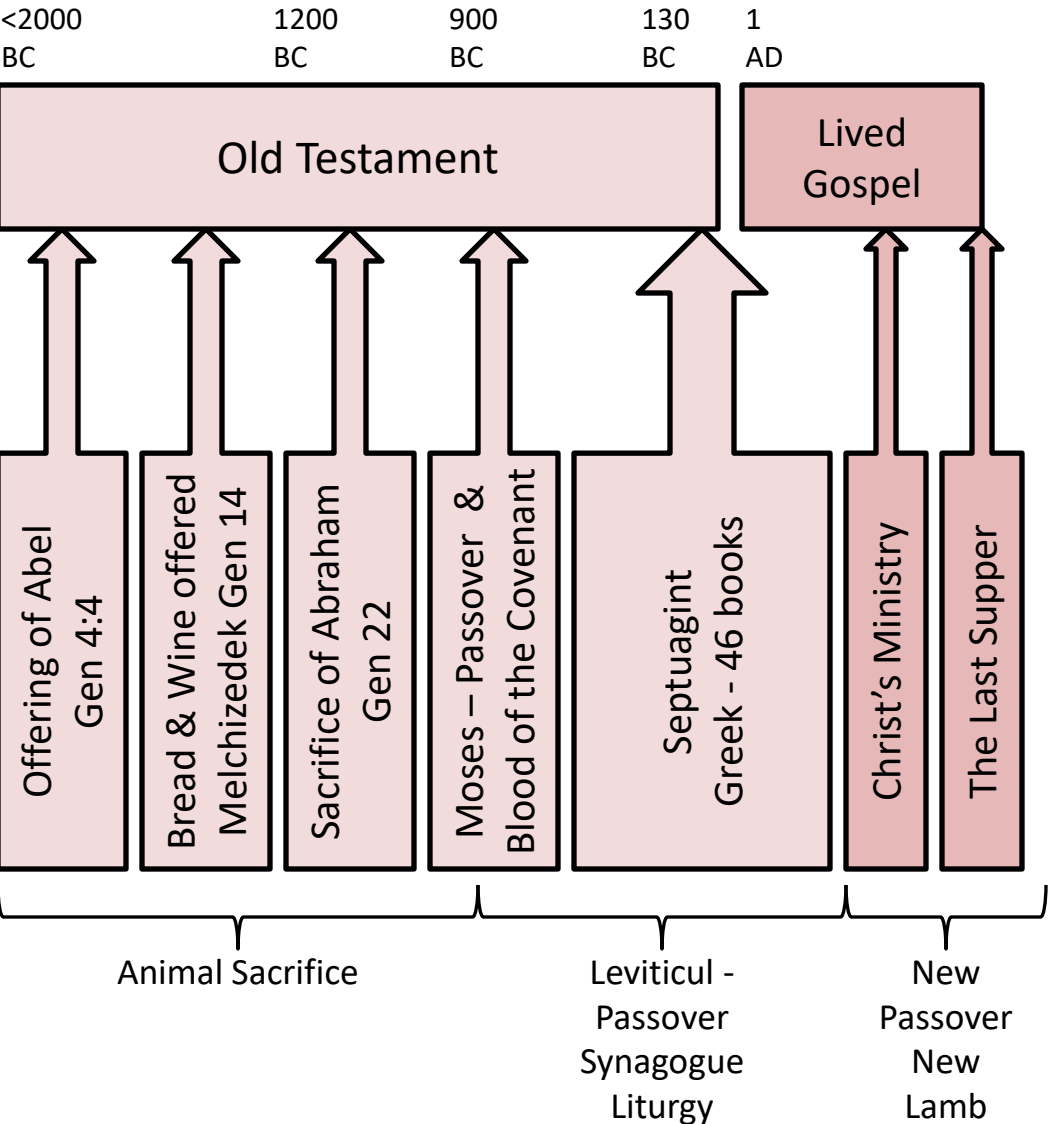 <2000
BC
1200
BC
900
BC
130
BC
1
AD
Old Testament
Lived
Gospel
Offering of Abel
Gen 4:4
Bread & Wine offered
Melchizedek Gen 14
Sacrifice of Abraham
Gen 22
Moses – Passover &
Blood of the Covenant
Septuagint
Greek - 46 books
Christ’s Ministry
The Last Supper
Animal Sacrifice
Leviticul -
Passover
Synagogue
Liturgy
New
Passover
New
Lamb